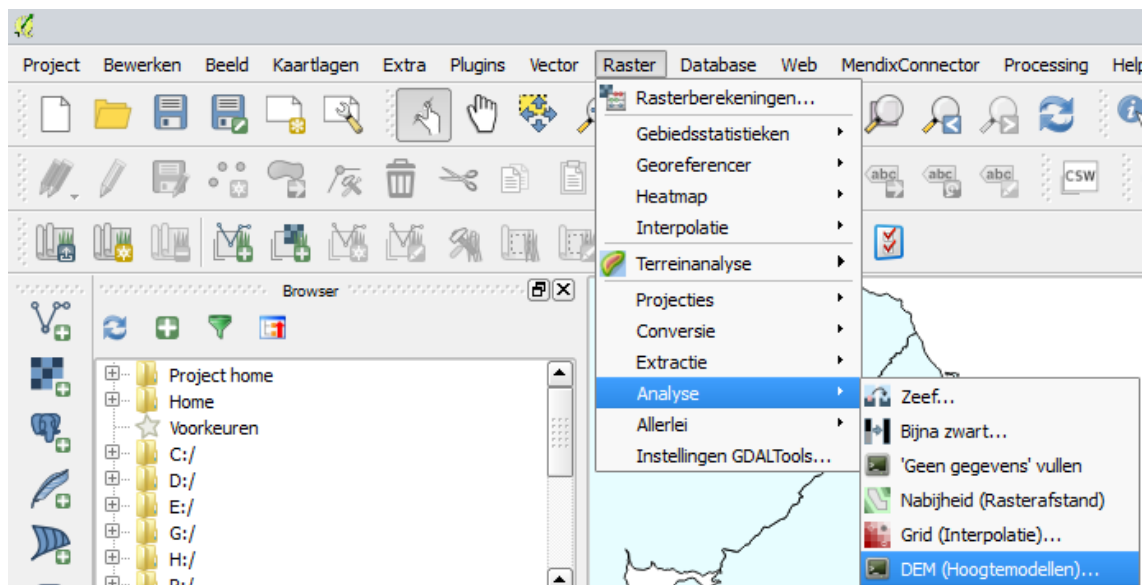 Project Bewerken Beeld Kaartlagen Extra Plugins Vector Raster Database Web MendixConnector Processing Help
Rasterberekeningen...
Gebiedsstatistieken
Georeferencer
Heatmap
Interpolatie
Terreinanalyse
Projecties
Conversie
Extractie
Analyse
Allerlei
Instellingen GDALTools...
abc abc abc CSW
Browser
Project home
Home
Voorkeuren
C:/
D:/
E:/
G:/
H:/
Zeef...
Bijna zwart...
'Geen gegevens' vullen
Nabijheid (Rasterafstand)
Grid (Interpolatie)...
DEM (Hoogtemodellen)...